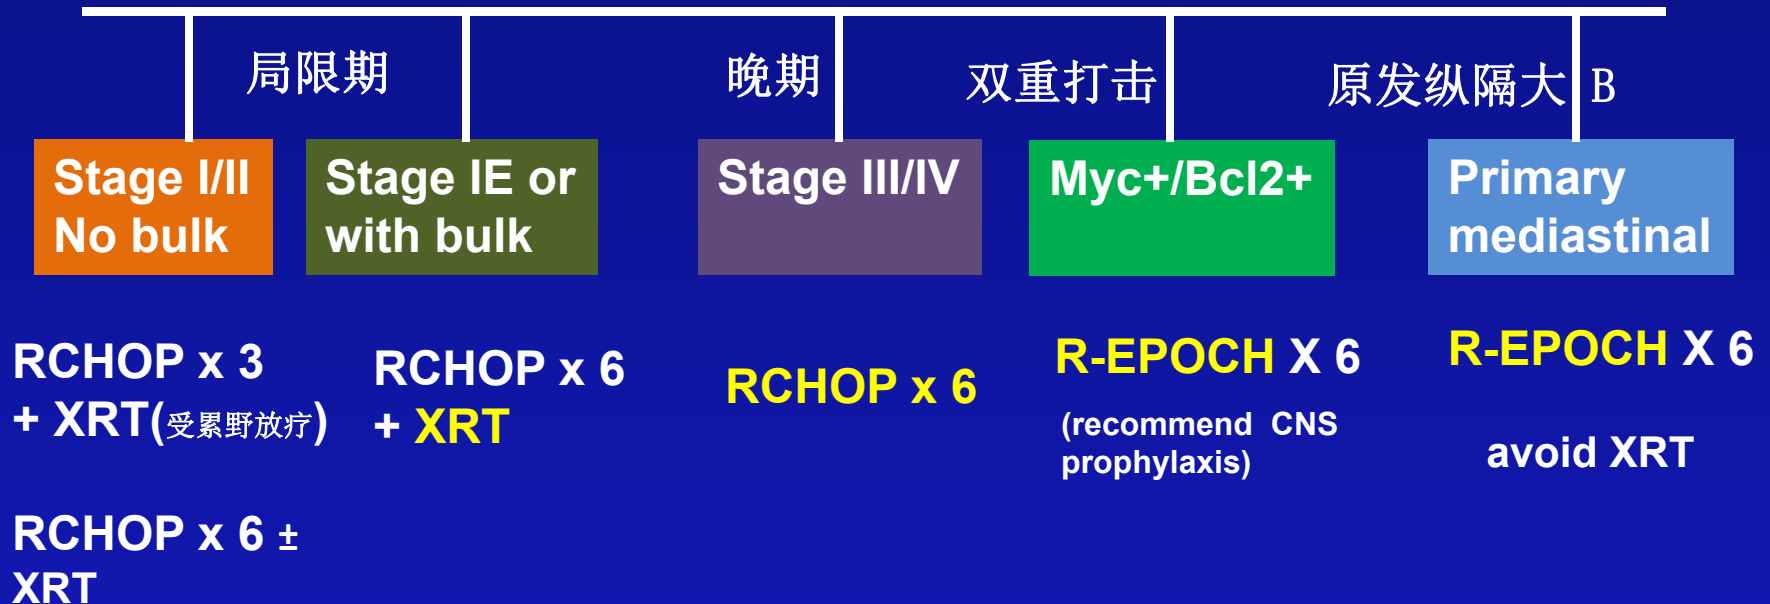 局限期
晚期
双重打击
原发纵隔大 B
Stage I/II
No bulk
Stage IE or
with bulk
Stage III/IV
Myc+/Bcl2+
Primary
mediastinal
RCHOP x 3
+ XRT(受累野放疗)
RCHOP x 6 ±
XRT
RCHOP x 6
+ XRT
RCHOP x 6
R-EPOCH X 6
(recommend CNS
prophylaxis)
R-EPOCH X 6
avoid XRT